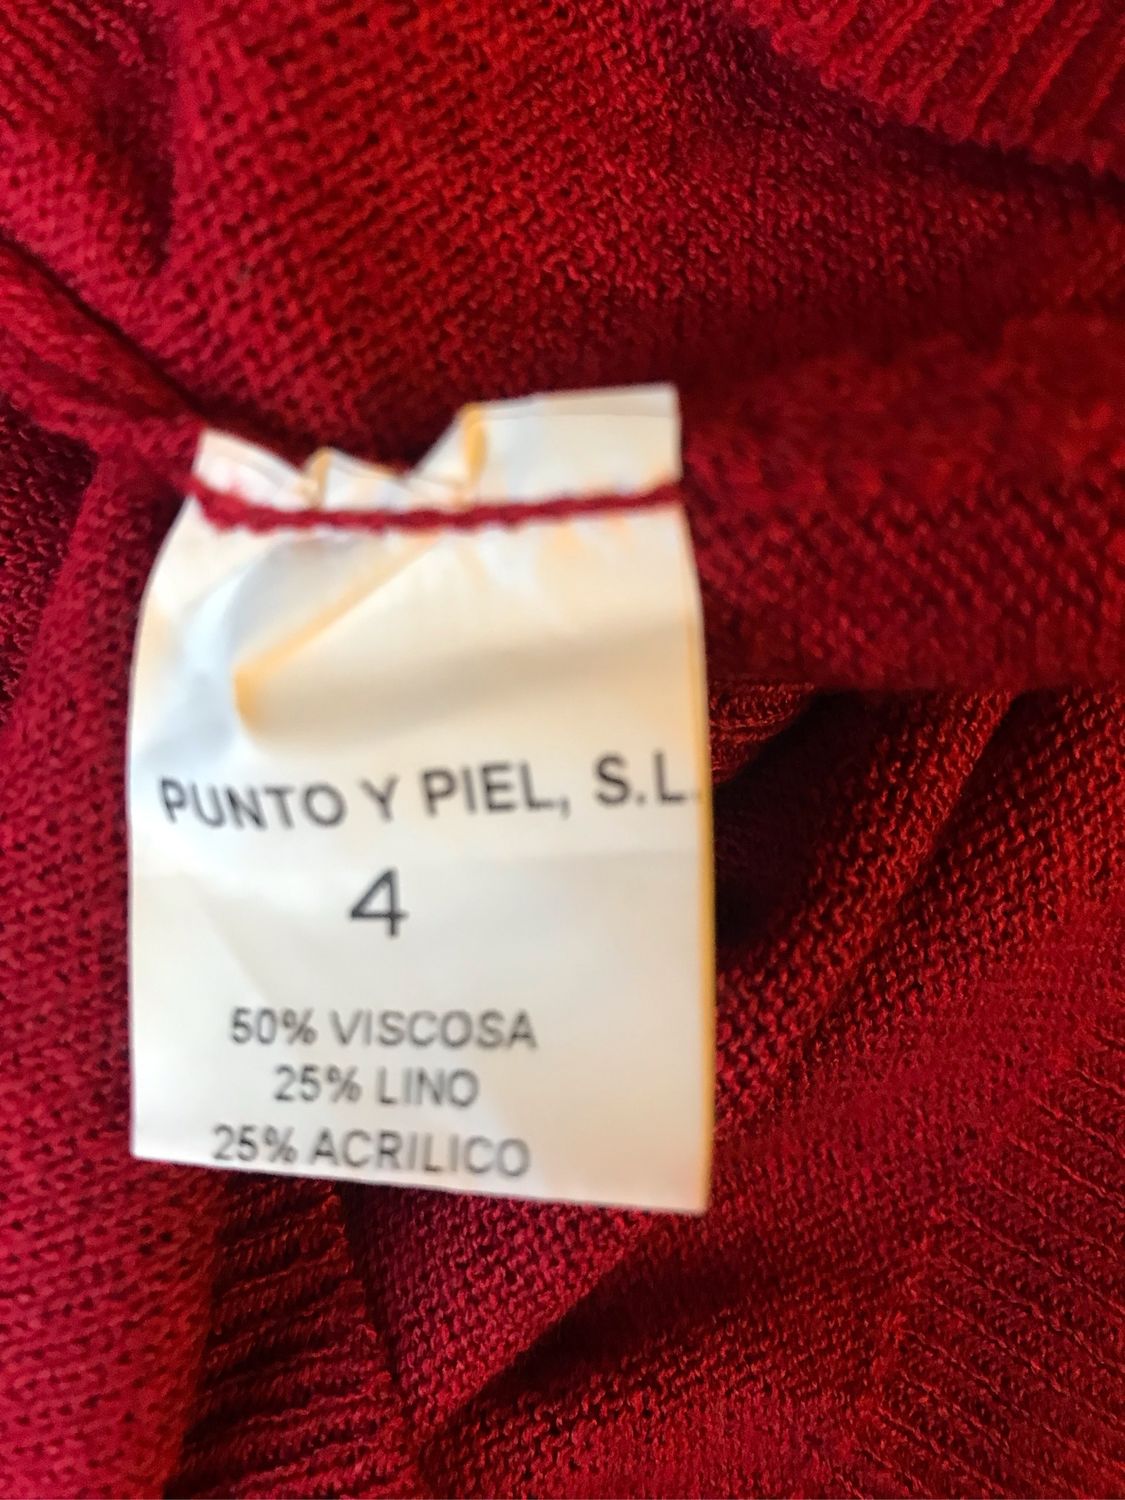 PUNTO Y PIEL, S.L.
4
50% VISCOSA
25% LINO
25% ACRILICO